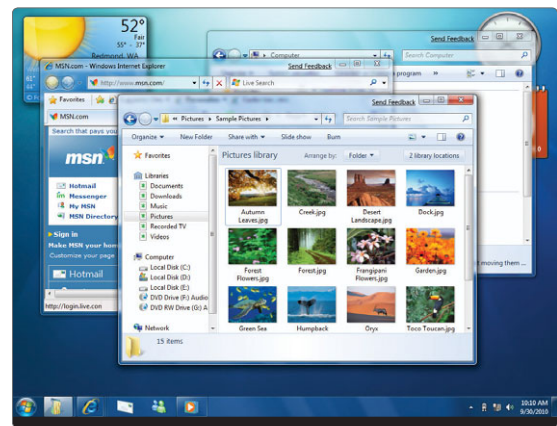 52°
Fair
55° - 37°
Redmond, WA
Send Feedback
Computer
Search Computer
MSN.com - Windows Internet Explorer
Send Feedback
http://www.msn.com/
Live Search
program
Favorites
MSN.com
Search that pays you
msn
Hotmail
Messenger
My MSN
MSN Directory
Sign in
Make MSN your hom
Customize your page
Hotmail
http://login.live.con
Send Feedback
Pictures
Sample Pictures
Search Sample Pictures
Organize
New Folder
Share with
Slide show
Burn
Favorites
Libraries
Documents
Downloads
Music
Pictures
Recorded TV
Videos
Computer
Local Disk (C:)
Local Disk (D:)
Local Disk (E:)
DVD Drive (F:) Audio
DVD RW Drive (G:) A
Network
Pictures library
Arrange by: Folder
2 library locations
Autumn Leaves.jpg
Creek.jpg
Desert Landscape.jpg
Dock.jpg
Forest Flowers.jpg
Forest.jpg
Frangipani Flowers.jpg
Garden.jpg
Green Sea
Humpback
Oryx
Toco Toucan.jpg
15 items
t moving them ...
10:10 AM
9/30/2010